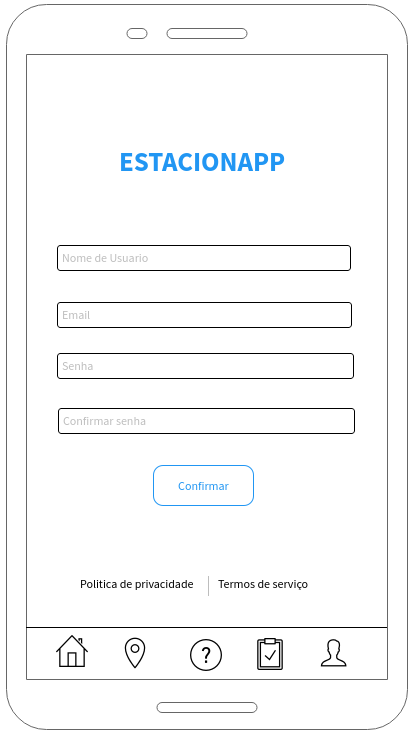 ESTACIONAPP
Nome de Usuario
Email
Senha
Confirmar senha
Confirmar
Politica de privacidade
Termos de serviço
?